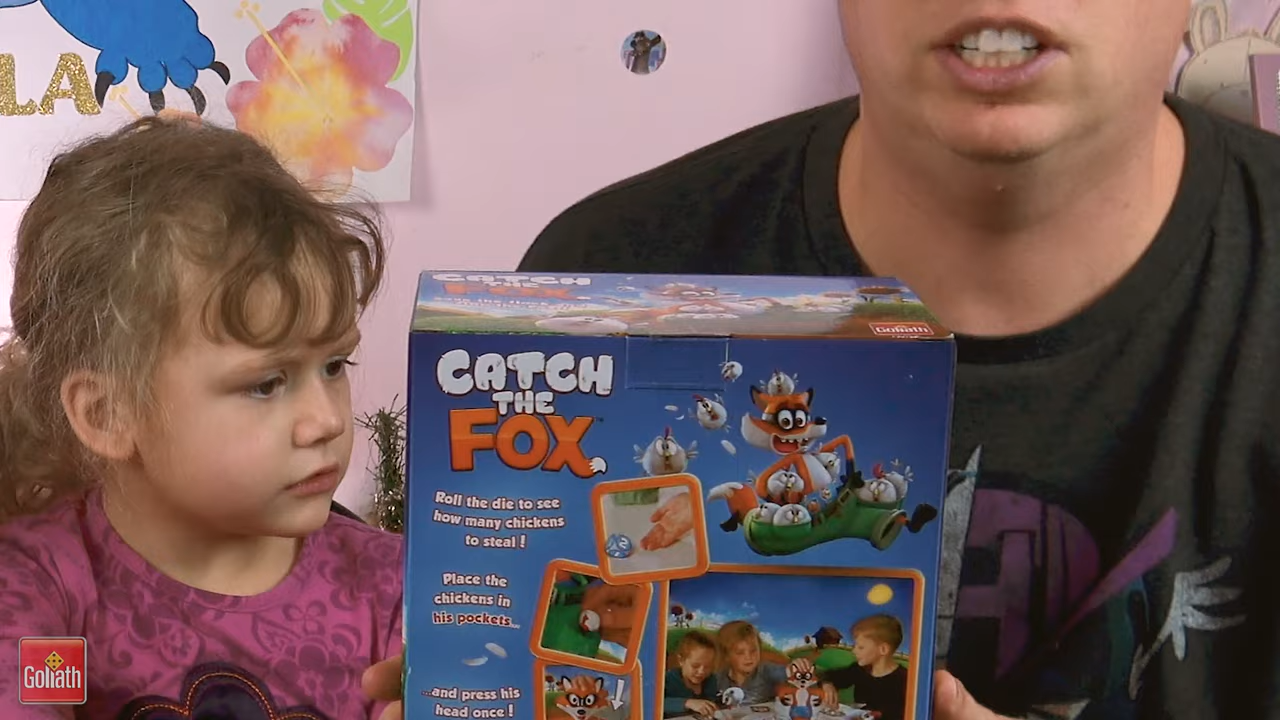 LA
CATCH
THE
FOX
Goliath
CATCH
THE
FOX™
Roll the die to see
how many chickens
to steal !
Place the
chickens in
his pockets...
...and press his
head once !
Goliath